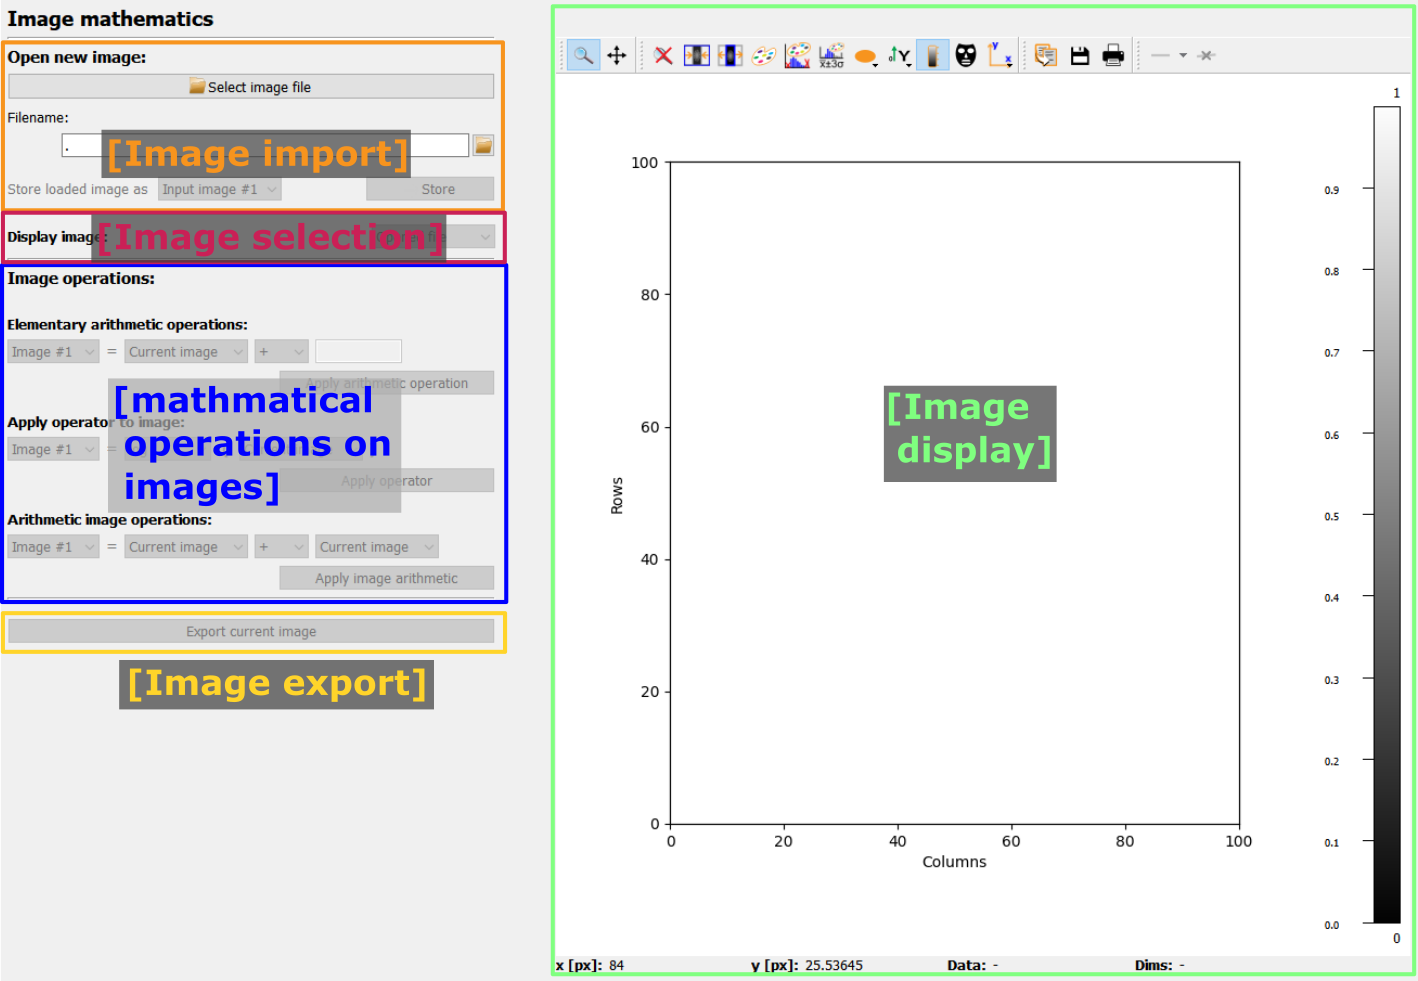 Image mathematics
Open new image:
Select image file
Filename:
.
[Image import]
Store loaded image as Input image #1 Store
Display image:
[Image selection]
Image operations:
Elementary arithmetic operations:
Image #1 = Current image +
Apply arithmetic operation
[mathmatical
operations on
images]
Apply operator to image:
Image #1 =
Apply operator
Arithmetic image operations:
Image #1 = Current image + Current image
Apply image arithmetic
Export current image
[Image export]
x±3σ
Y
y
x
1
0.9
0.8
0.7
0.6
0.5
0.4
0.3
0.2
0.1
0.0
0
100
80
60
40
20
0
Rows
[Image
display]
0 20 40 60 80 100
Columns
x [px]: 84 y [px]: 25.53645 Data: - Dims: -